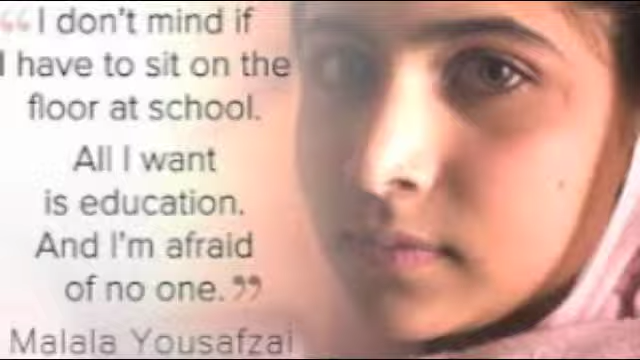 “I don't mind if
I have to sit on the
floor at school.
All I want
is education.
And I'm afraid
of no one.”
Malala Yousafzai